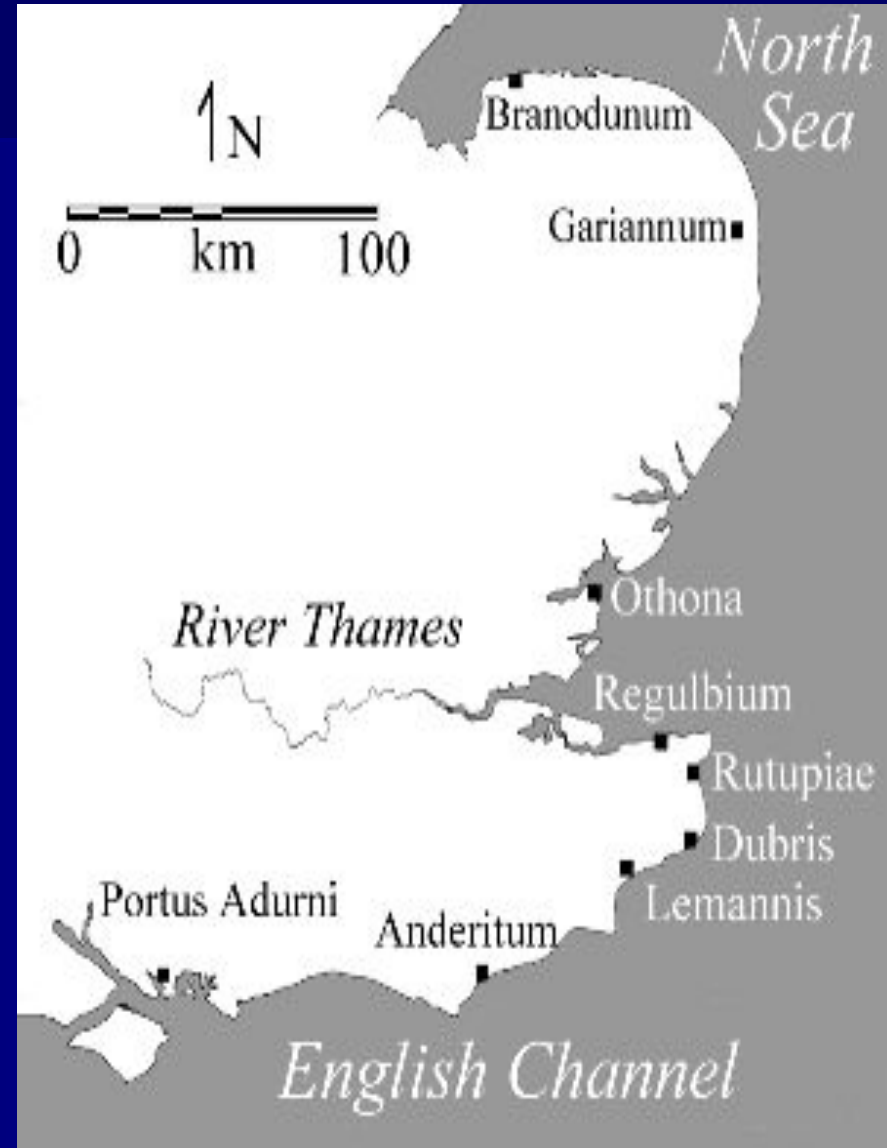 North
Sea
Branodunum
N
0 km 100
Gariannum
Othona
River Thames
Regulbium
Rutupiae
Dubris
Lemannis
Portus Adurni
Anderitum
English Channel